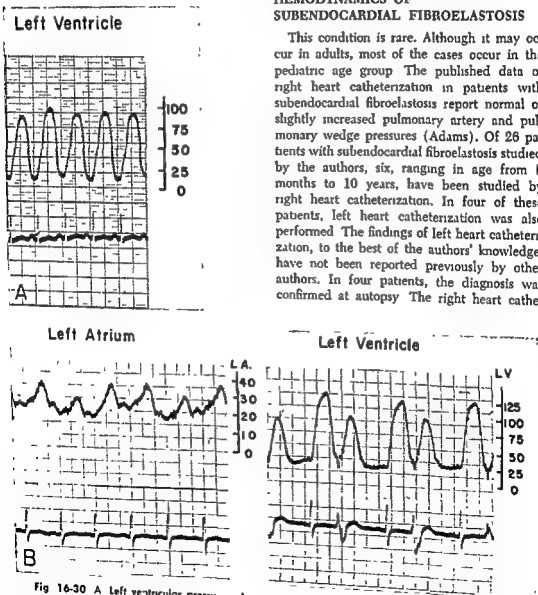 Left Ventricle
100
75
50
25
0
A
HEMODYNAMICS OF
SUBENDOCARDIAL FIBROELASTOSIS
This condition is rare. Although it may oc
cur in adults, most of the cases occur in the
pediatric age group The published data o
right heart catheterization in patients with
subendocardial fibroelastosis report normal o
slightly increased pulmonary artery and pul
monary wedge pressures (Adams). Of 26 pa
tients with subendocardial fibroelastosis studied
by the authors, six, ranging in age from
months to 10 years, have been studied by
right heart catheterization. In four of these
patients, left heart catheterization was also
performed The findings of left heart catheteri
zation, to the best of the authors' knowledge
have not been reported previously by othe
authors. In four patients, the diagnosis wa
confirmed at autopsy The right heart cathe
Left Atrium
L A.
40
30
20
10
0
B
Left Ventricle
LV
125
100
75
50
25
0
Fig 16-30 A Left ventricular